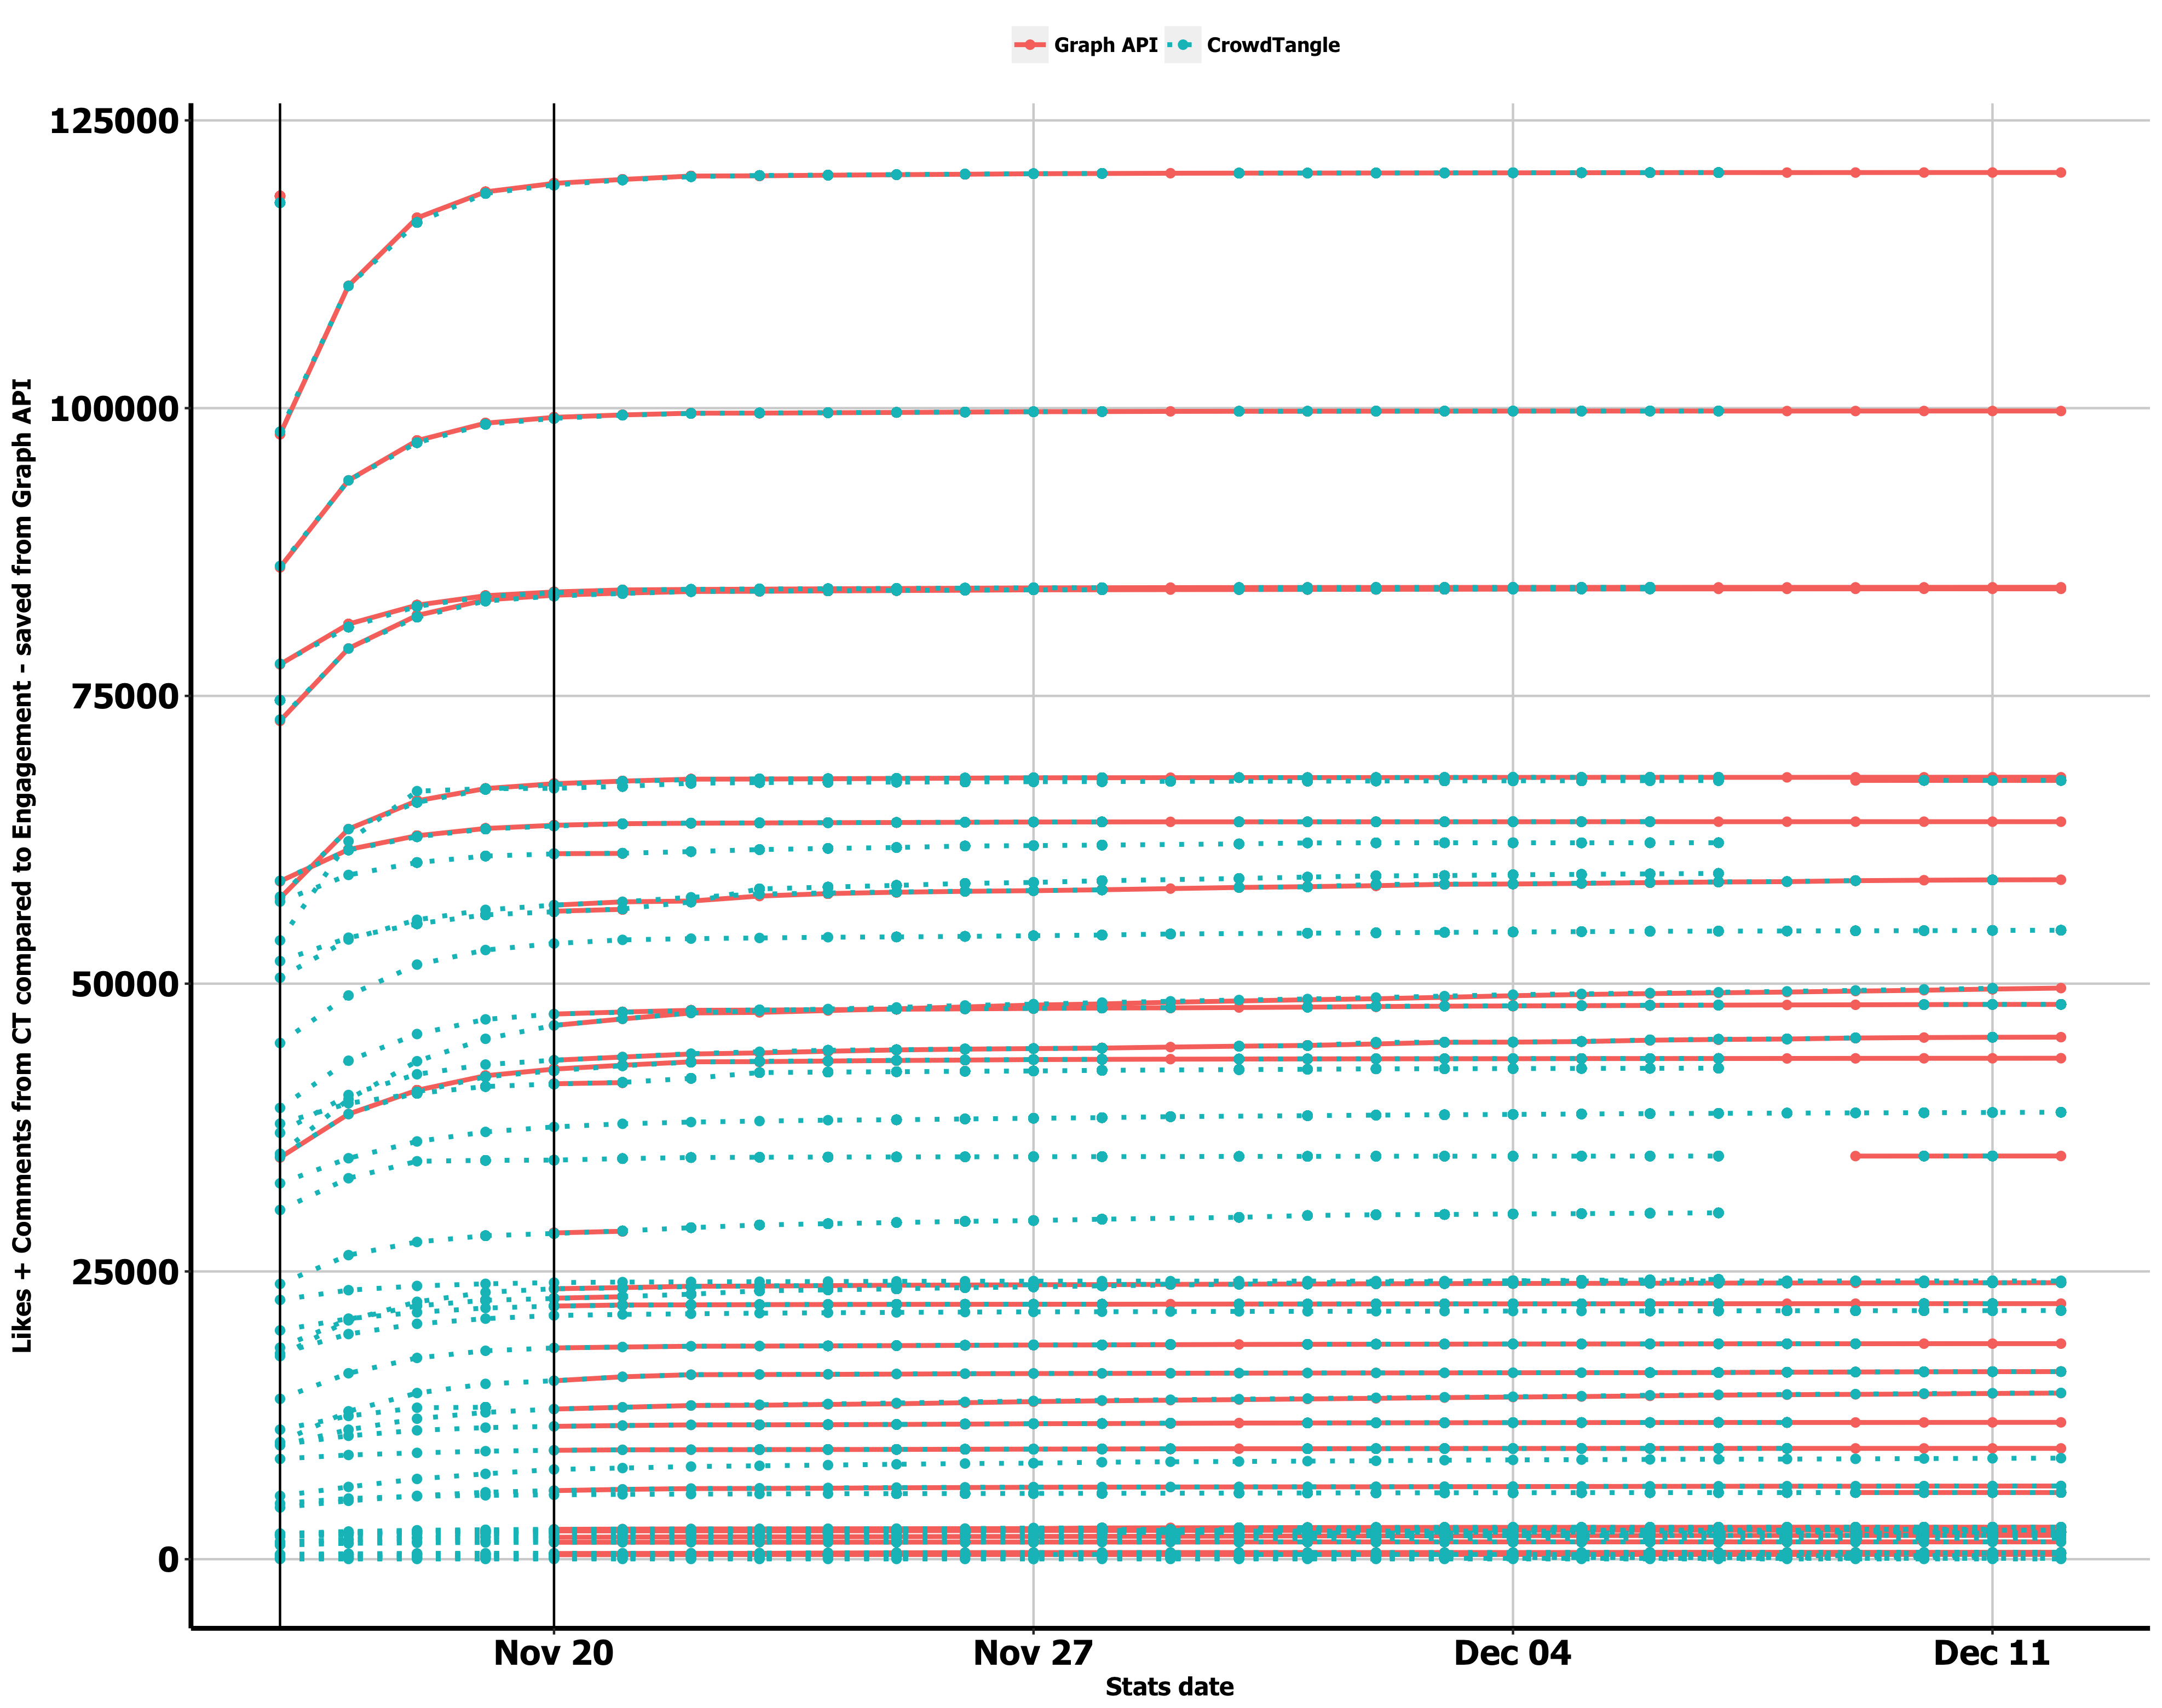 Graph API CrowdTangle
Likes + Comments from CT compared to Engagement - saved from Graph API
125000
100000
75000
50000
25000
0
Nov 20 Nov 27 Dec 04 Dec 11
Stats date